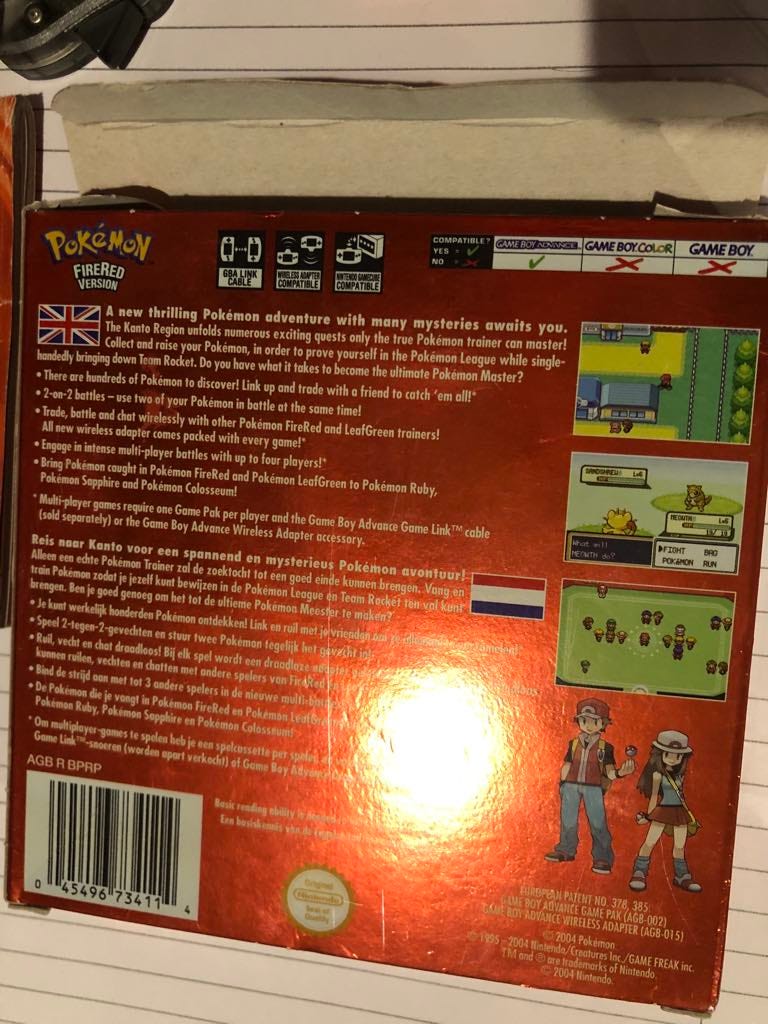 POKéMON
FIRERED
VERSION
GBA LINK
CABLE
WIRELESS ADAPTER
COMPATIBLE
NINTENDO GAMECUBE
COMPATIBLE
COMPATIBLE?
YES = ✓
NO = ✗
GAME BOY ADVANCE
GAME BOY COLOR
GAME BOY
A new thrilling Pokémon adventure with many mysteries awaits you.
The Kanto Region unfolds numerous exciting quests only the true Pokémon trainer can master!
Collect and raise your Pokémon, in order to prove yourself in the Pokémon League while single-
handedly bringing down Team Rocket. Do you have what it takes to become the ultimate Pokémon Master?
• There are hundreds of Pokémon to discover! Link up and trade with a friend to catch 'em all!*
• 2-on-2 battles – use two of your Pokémon in battle at the same time!
• Trade, battle and chat wirelessly with other Pokémon FireRed and LeafGreen trainers!
All new wireless adapter comes packed with every game!*
• Engage in intense multi-player battles with up to four players!*
• Bring Pokémon caught in Pokémon FireRed and Pokémon LeafGreen to Pokémon Ruby,
Pokémon Sapphire and Pokémon Colosseum!
* Multi-player games require one Game Pak per player and the Game Boy Advance Game Link™ cable
(sold separately) or the Game Boy Advance Wireless Adapter accessory.
SANDSHREW Lv6
MEOWTH Lv6
What will
MEOWTH do?
FIGHT BAG
POKéMON RUN
Reis naar Kanto voor een spannend en mysterieus Pokémon avontuur!
Alleen een echte Pokémon Trainer zal de zoektocht tot een goed einde kunnen brengen. Vang en
train Pokémon zodat je jezelf kunt bewijzen in de Pokémon League en Team Rocket ten val kunt
brengen. Ben je goed genoeg om het tot de ultieme Pokémon Meester te maken?
• Je kunt werkelijk honderden Pokémon ontdekken! Link en ruil met je vrienden om ze allemaal te verzamelen!
• Speel 2-tegen-2-gevechten en stuur twee Pokémon tegelijk het gevecht in!
• Ruil, vecht en chat draadloos! Bij elk spel wordt een draadloze adapter
kunnen ruilen, vechten en chatten met andere spelers van FireRed en
• Bind de strijd aan met tot 3 andere spelers in de nieuwe
• De Pokémon die je vangt in Pokémon FireRed en Pokémon
Pokémon Ruby, Pokémon Sapphire en Pokémon Colosseum!
* Om multiplayer-games te spelen heb je een spelcassette per
Game Link™-snoeren (worden apart verkocht) of Game Boy
AGB R BPRP
Basic reading ability is
Een basiskennis van de
0 45496 73411 4
Original
Nintendo
Seal of
Quality
EUROPEAN PATENT NO. 378, 385
GAME BOY ADVANCE GAME PAK (AGB-002)
GAME BOY ADVANCE WIRELESS ADAPTER (AGB-015)
© 2004 Pokémon.
© 1995 - 2004 Nintendo/Creatures Inc./GAME FREAK inc.
TM and ® are trademarks of Nintendo.
© 2004 Nintendo.